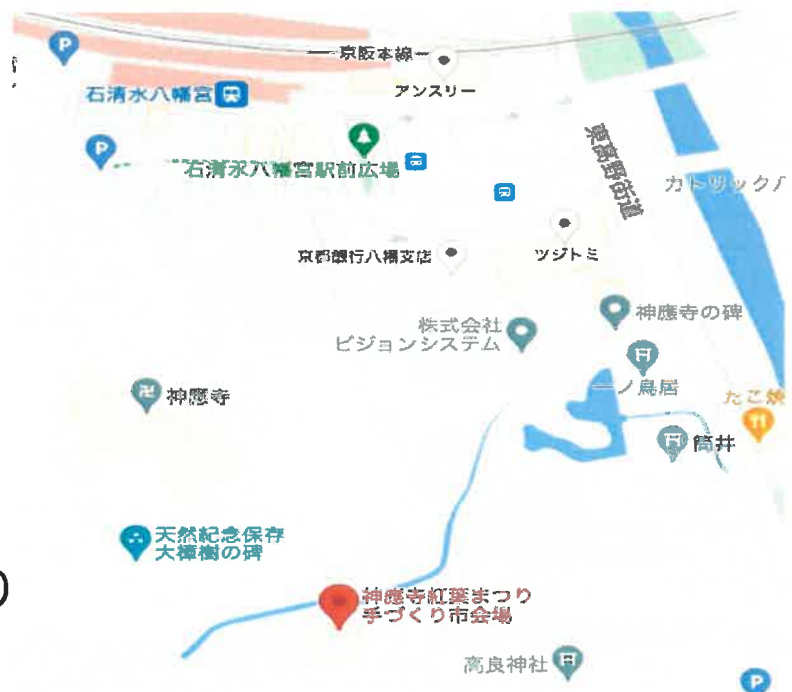 P
京阪本線
アンスリー
石清水八幡宮
P
石清水八幡宮駅前広場
東高野街道
カトリック八
京都銀行八幡支店
ツジトミ
株式会社
ビジョンシステム
神應寺の碑
一ノ鳥居
神應寺
たこ焼
筒井
天然紀念保存
大樟樹の碑
神應寺紅葉まつり
手づくり市会場
高良神社
P